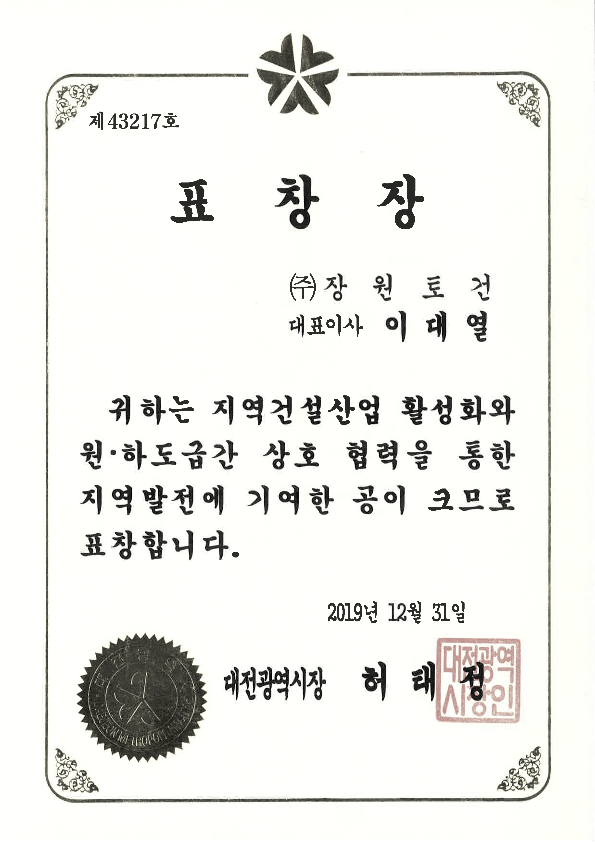 제43217호
표 창 장
㈜장 원 토 건
대표이사 이 대 열
귀하는 지역건설산업 활성화와
원·하도급간 상호 협력을 통한
지역발전에 기여한 공이 크므로
표창합니다.
2019년 12월 31일
대전광역시장 허 태 정
대전광역
시장인